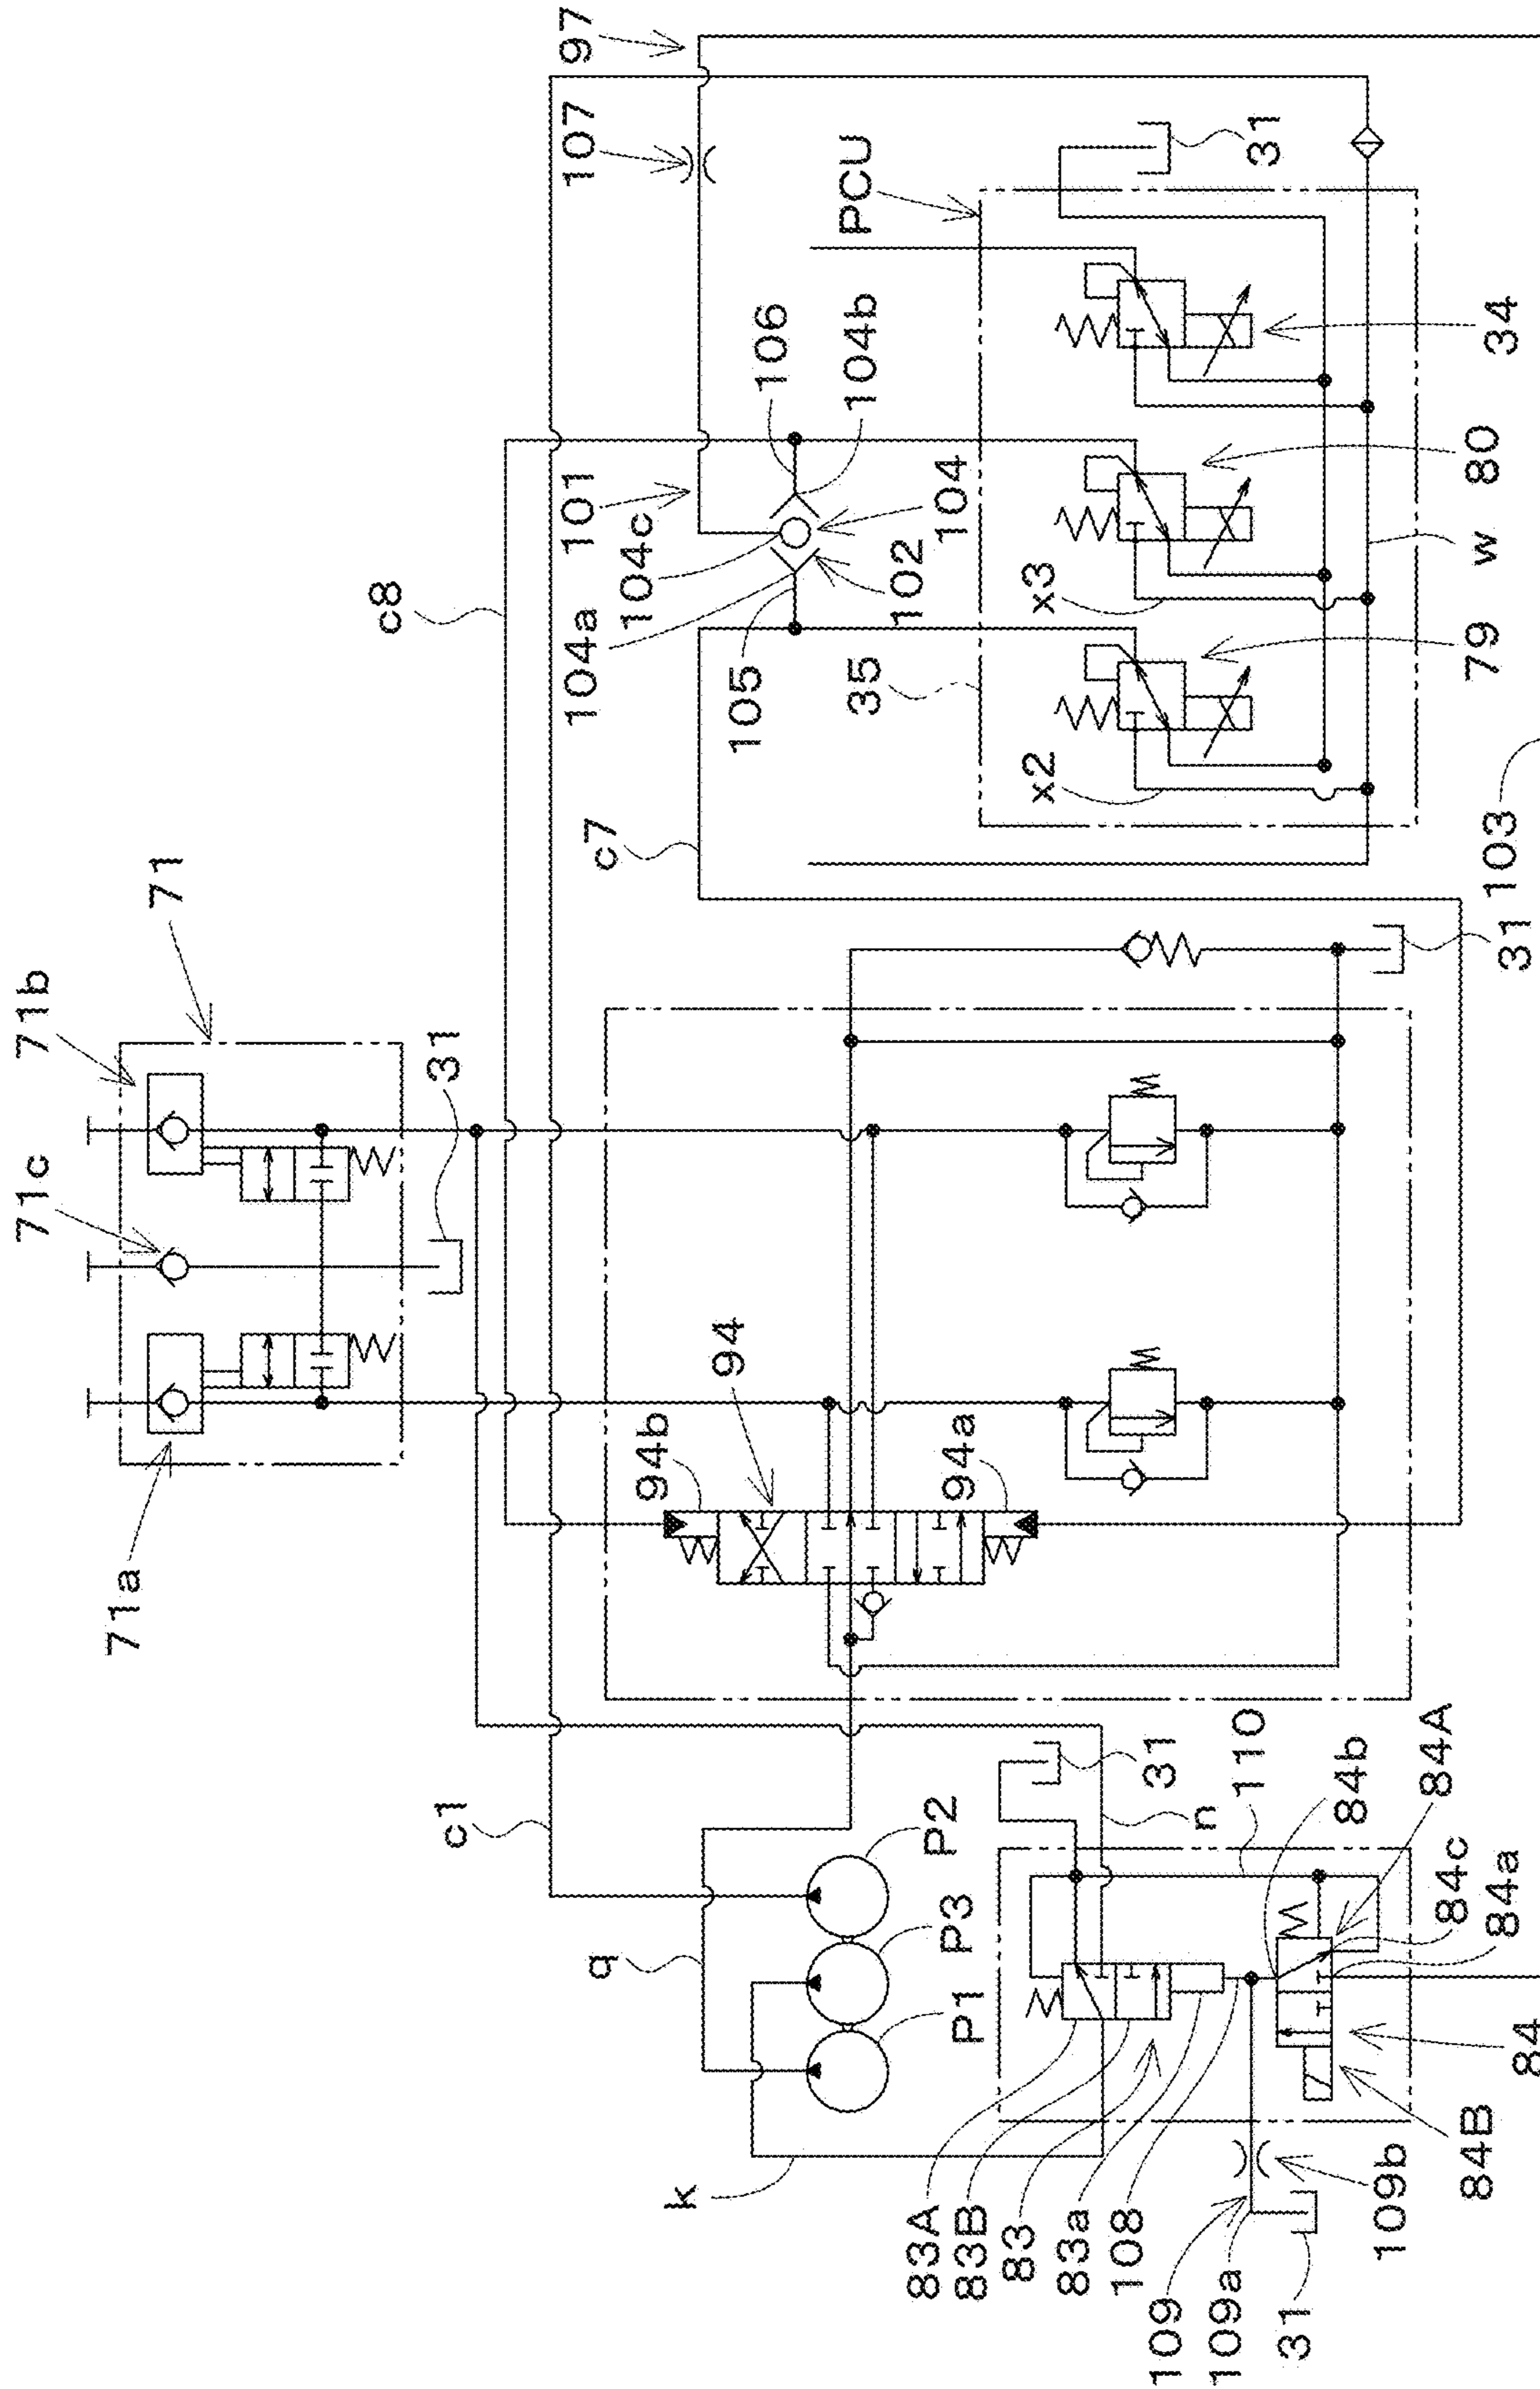 71
71b
71c
71a
31
c8
c1
q
k
P1
P3
P2
94
94b
94a
c7
97
107
101
104c
104a
105
102
104
106
104b
PCU
31
35
34
80
79
x2
x3
w
31
103
31
n
110
84b
84A
84c
84a
84
84B
109b
83A
83B
83
83a
108
109
109a
31